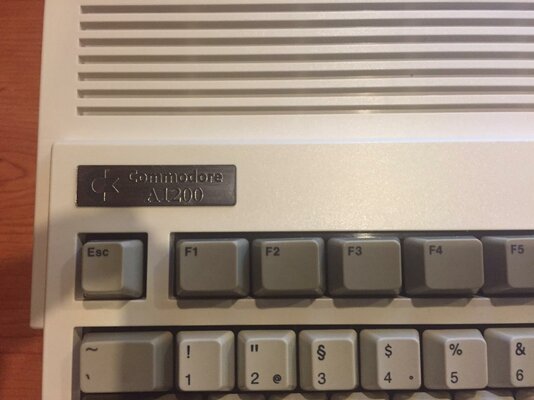 Commodore
A1200
Esc F1 F2 F3 F4 F5
~ ! " § $ % &
` 1 2 @ 3 4 ° 5 6